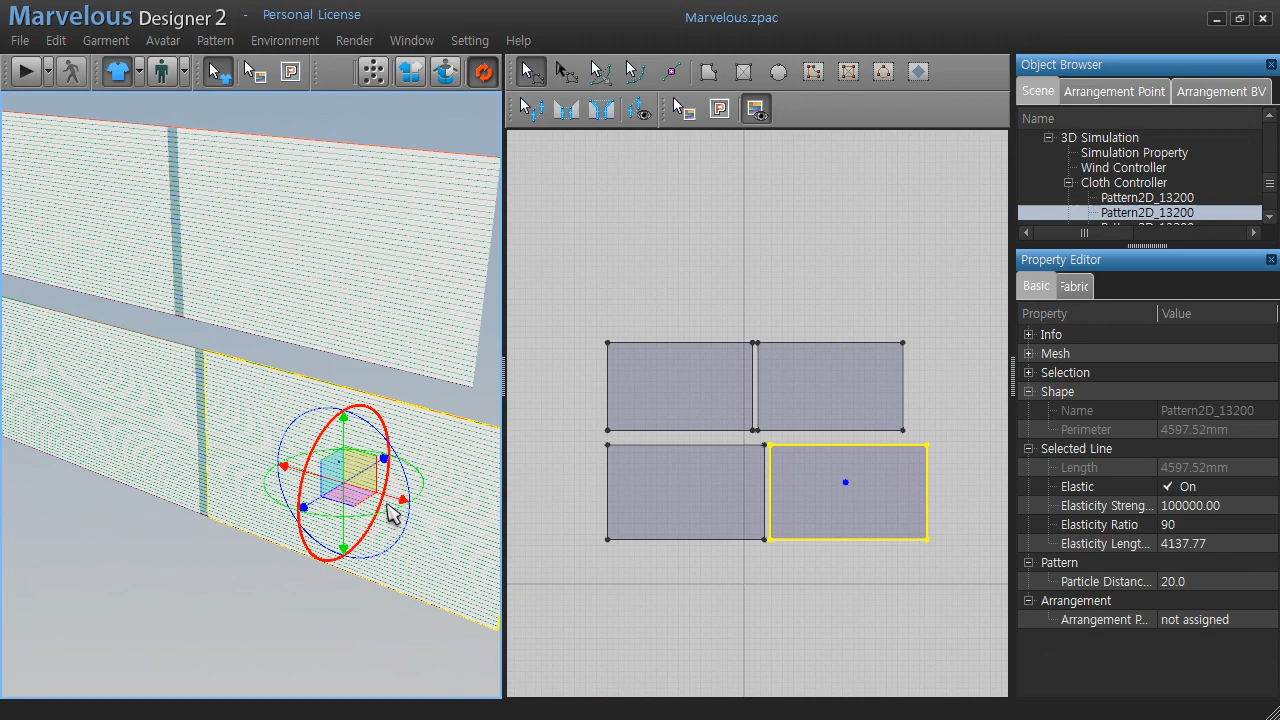 Marvelous Designer 2 - Personal License
Marvelous.zpac
File Edit Garment Avatar Pattern Environment Render Window Setting Help
Object Browser
Scene Arrangement Point Arrangement BV
Name
3D Simulation
Simulation Property
Wind Controller
Cloth Controller
Pattern2D_13200
Pattern2D_13200
Property Editor
Basic Fabric
Property Value
Info
Mesh
Selection
Shape
Name Pattern2D_13200
Perimeter 4597.52mm
Selected Line
Length 4597.52mm
Elastic On
Elasticity Streng... 100000.00
Elasticity Ratio 90
Elasticity Lengt... 4137.77
Pattern
Particle Distanc... 20.0
Arrangement
Arrangement P... not assigned